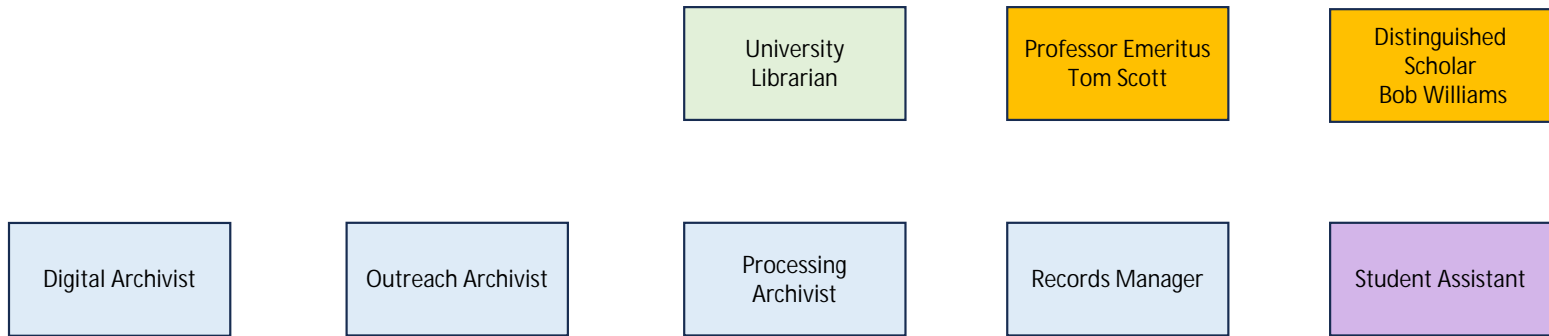 University
Librarian
Professor Emeritus
Tom Scott
Distinguished
Scholar
Bob Williams
Digital Archivist
Outreach Archivist
Processing
Archivist
Records Manager
Student Assistant